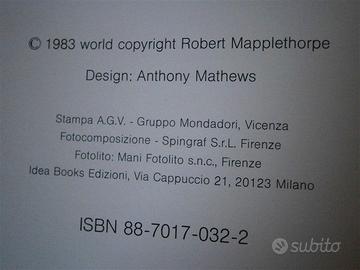 © 1983 world copyright Robert Mapplethorpe
Design: Anthony Mathews
Stampa A.G.V. - Gruppo Mondadori, Vicenza
Fotocomposizione - Spingraf S.r.L. Firenze
Fotolito: Mani Fotolito s.n.c., Firenze
Idea Books Edizioni, Via Cappuccio 21, 20123 Milano
ISBN 88-7017-032-2
subito